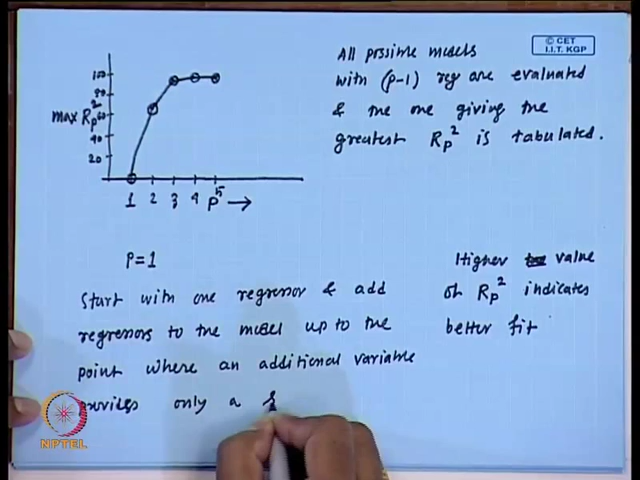 © CET
I.I.T. KGP
All possible models
with (p-1) reg are evaluated
& the one giving the
greatest Rp² is tabulated.
max Rp²
100
80
60
40
20
1 2 3 4 5
P →
P=1
Start with one regressor & add
regressors to the model up to the
point where an additional variable
provides only a s
Higher value
of Rp² indicates
better fit
NPTEL